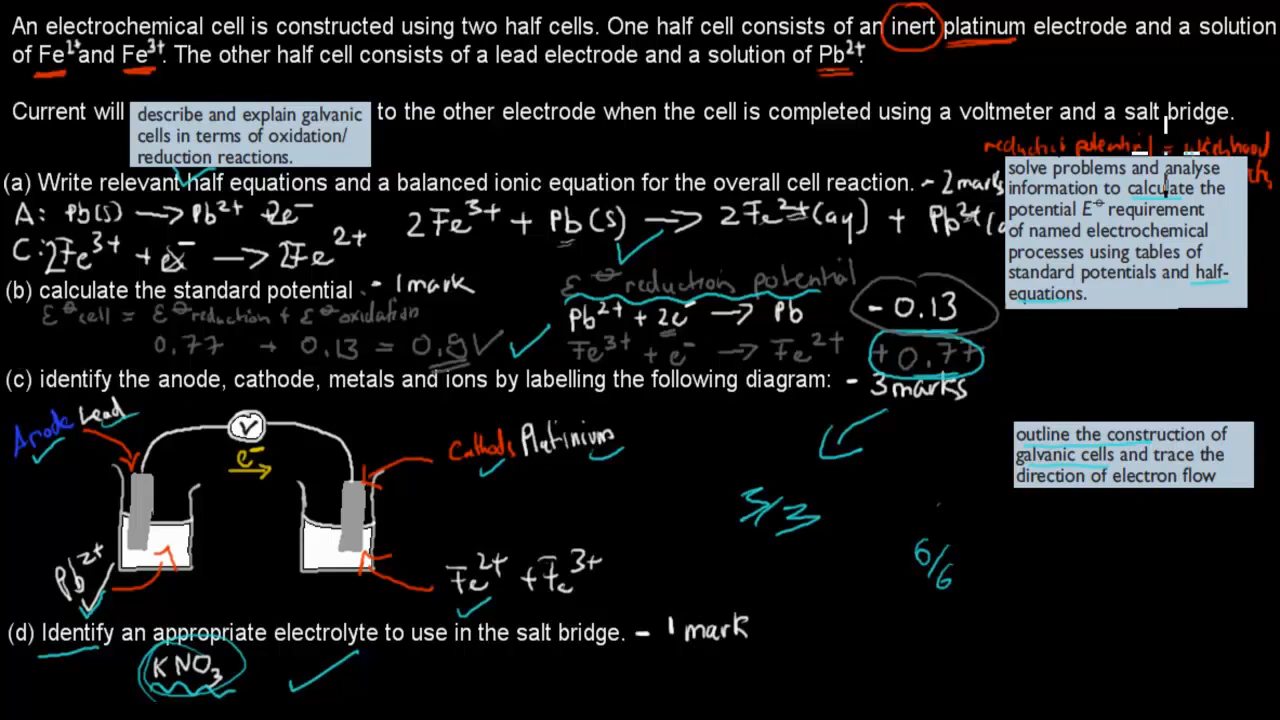 An electrochemical cell is constructed using two half cells. One half cell consists of an inert platinum electrode and a solution
of Fe²⁺ and Fe³⁺. The other half cell consists of a lead electrode and a solution of Pb²⁺.
Current will
describe and explain galvanic
cells in terms of oxidation/
reduction reactions.
to the other electrode when the cell is completed using a voltmeter and a salt bridge.
reduction potential = likelihood
(a) Write relevant half equations and a balanced ionic equation for the overall cell reaction. - 2 marks
solve problems and analyse
information to calculate the
potential E⊖ requirement
of named electrochemical
processes using tables of
standard potentials and half-
equations.
A: Pb(s) → Pb²⁺ 2e⁻
2Fe³⁺ + Pb(s) → 2Fe²⁺(aq) + Pb²⁺(a
C: 2Fe³⁺ + e⁻ → 2Fe²⁺
(b) calculate the standard potential - 1 mark
E⊖ reduction potential
E⊖cell = E⊖reduction + E⊖oxidation
Pb²⁺ + 2e⁻ → Pb - 0.13
0.77 + 0.13 = 0.9V
Fe³⁺ + e⁻ → Fe²⁺ + 0.77
(c) identify the anode, cathode, metals and ions by labelling the following diagram: - 3 marks
Anode Lead
V
e⁻
Cathode Platinium
outline the construction of
galvanic cells and trace the
direction of electron flow
3/3
6/6
Pb²⁺
Fe²⁺ + Fe³⁺
(d) Identify an appropriate electrolyte to use in the salt bridge. - 1 mark
KNO₃